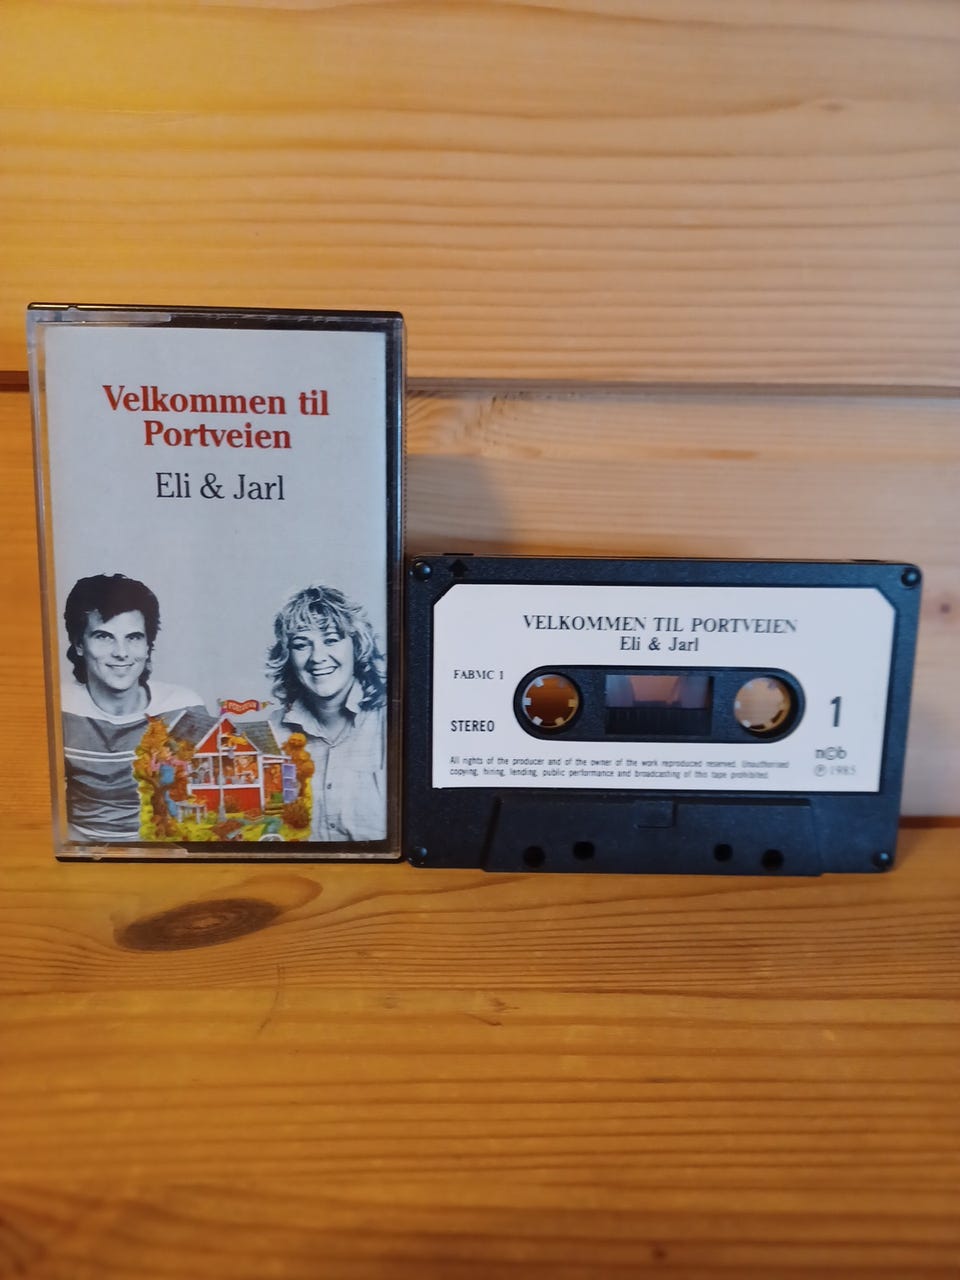 Velkommen til
Portveien
Eli & Jarl
PORTVEIEN
VELKOMMEN TIL PORTVEIEN
Eli & Jarl
FABMC 1
STEREO
1
All rights of the producer and of the owner of the work reproduced reserved. Unauthorised
copying, hiring, lending, public performance and broadcasting of this tape prohibited.
n©b
℗ 1985